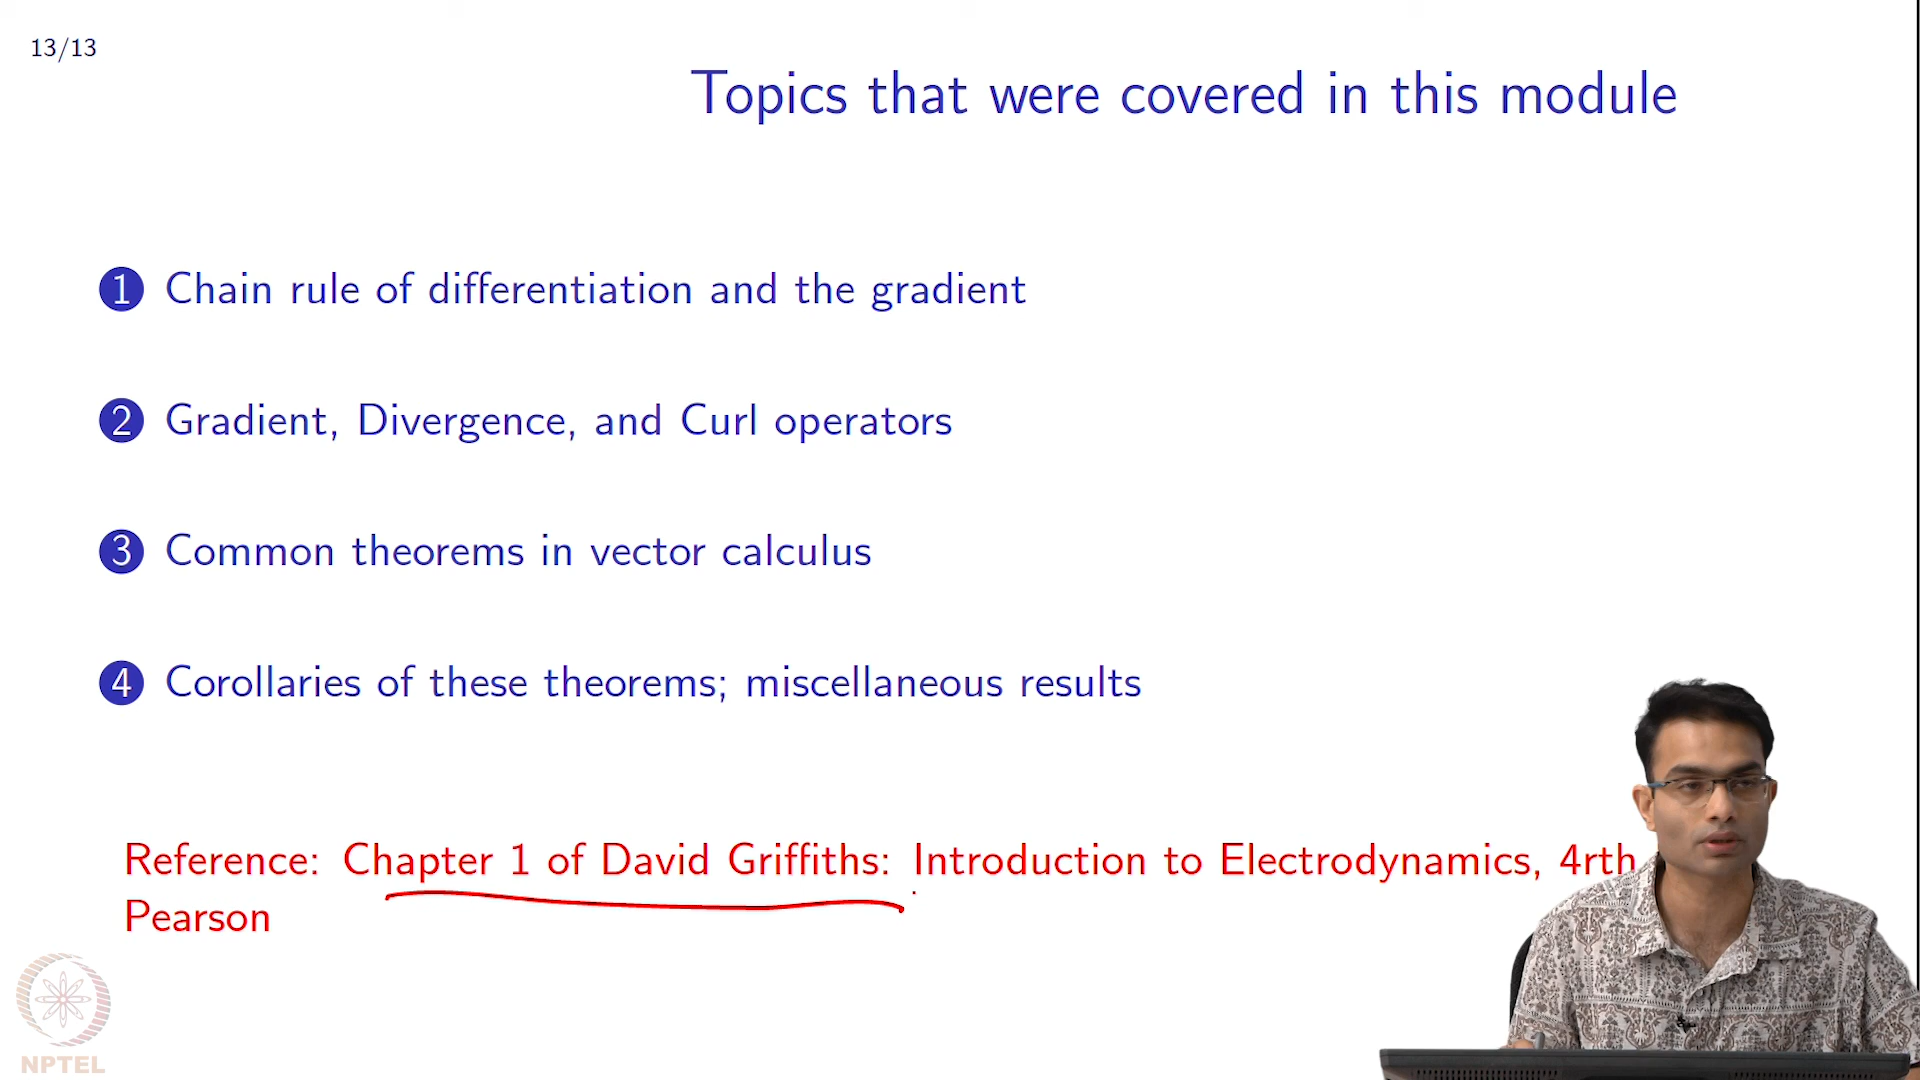 13/13
Topics that were covered in this module
1 Chain rule of differentiation and the gradient
2 Gradient, Divergence, and Curl operators
3 Common theorems in vector calculus
4 Corollaries of these theorems; miscellaneous results
Reference: Chapter 1 of David Griffiths: Introduction to Electrodynamics, 4rth
Pearson
NPTEL